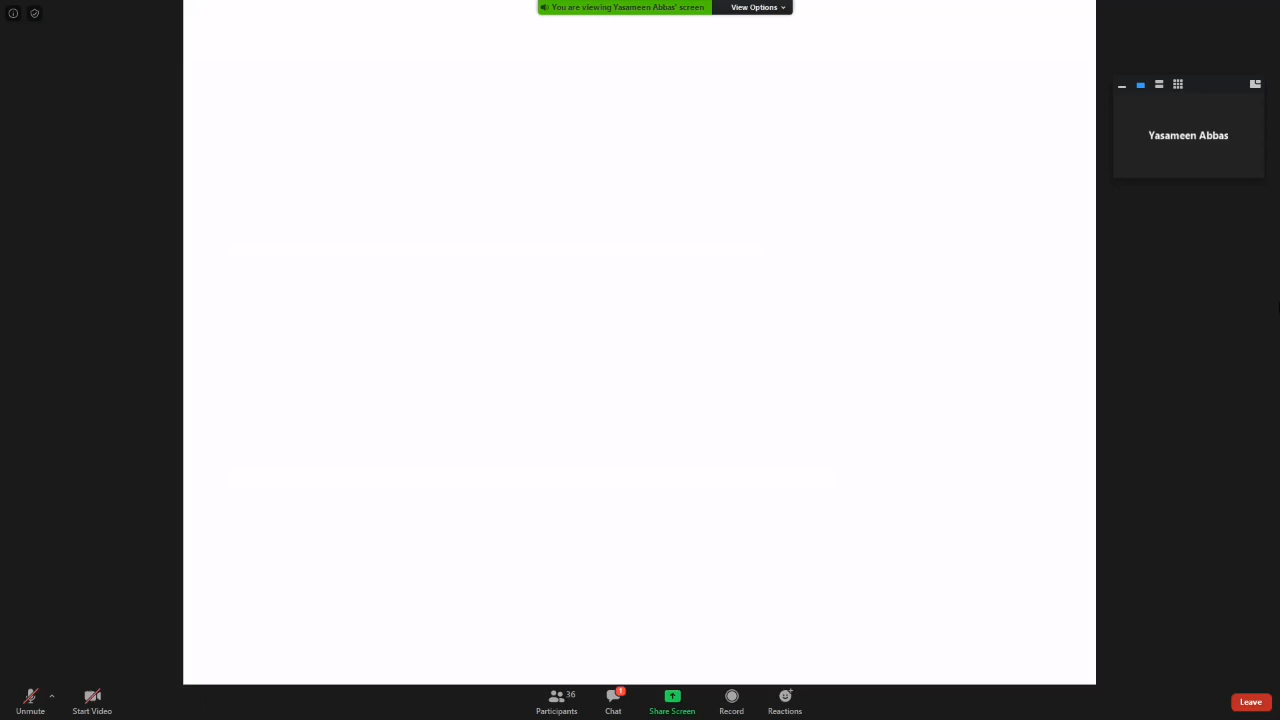 You are viewing Yasameen Abbas' screen
View Options
Yasameen Abbas
Unmute
Start Video
36
Participants
1
Chat
Share Screen
Record
Reactions
Leave